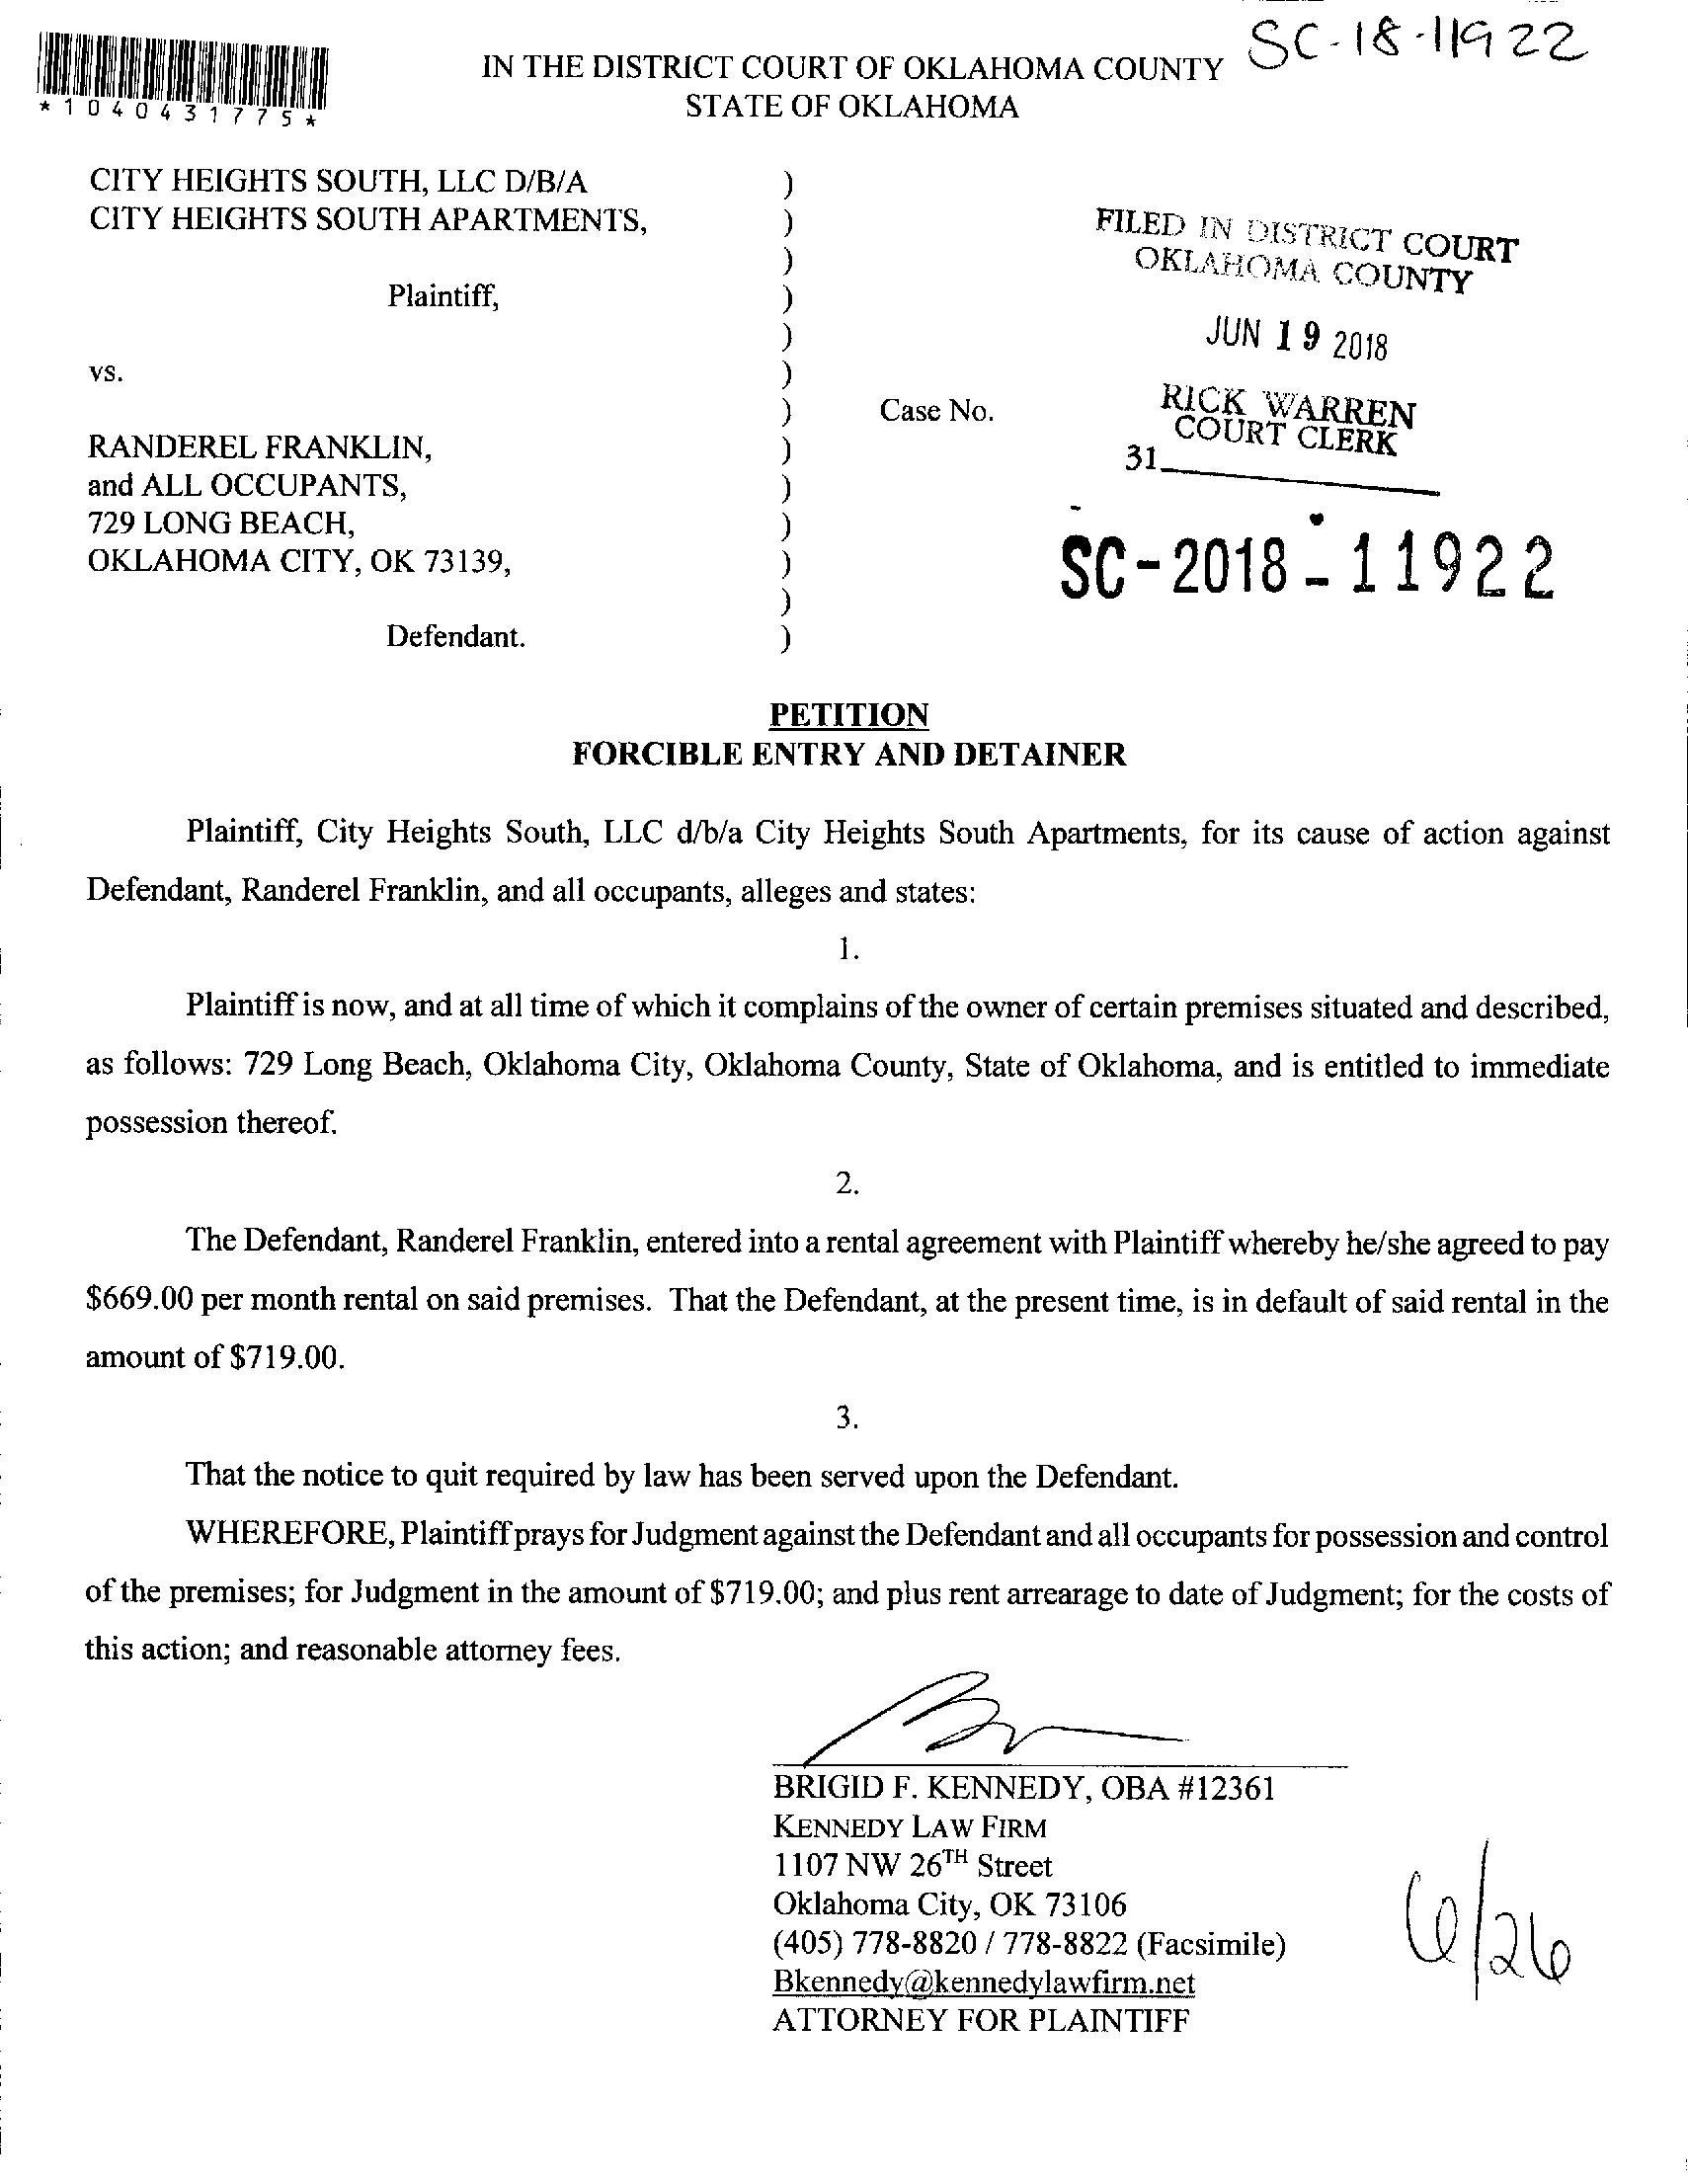 SC-18-11922
*1040431775*
IN THE DISTRICT COURT OF OKLAHOMA COUNTY
STATE OF OKLAHOMA
CITY HEIGHTS SOUTH, LLC D/B/A )
CITY HEIGHTS SOUTH APARTMENTS, )
)
Plaintiff, )
)
vs. )
) Case No.
RANDEREL FRANKLIN, )
and ALL OCCUPANTS, )
729 LONG BEACH, )
OKLAHOMA CITY, OK 73139, )
)
Defendant. )
FILED IN DISTRICT COURT
OKLAHOMA COUNTY
JUN 19 2018
RICK WARREN
COURT CLERK
31
SC-2018-11922
PETITION
FORCIBLE ENTRY AND DETAINER
Plaintiff, City Heights South, LLC d/b/a City Heights South Apartments, for its cause of action against
Defendant, Randerel Franklin, and all occupants, alleges and states:
1.
Plaintiff is now, and at all time of which it complains of the owner of certain premises situated and described,
as follows: 729 Long Beach, Oklahoma City, Oklahoma County, State of Oklahoma, and is entitled to immediate
possession thereof.
2.
The Defendant, Randerel Franklin, entered into a rental agreement with Plaintiff whereby he/she agreed to pay
$669.00 per month rental on said premises. That the Defendant, at the present time, is in default of said rental in the
amount of $719.00.
3.
That the notice to quit required by law has been served upon the Defendant.
WHEREFORE, Plaintiff prays for Judgment against the Defendant and all occupants for possession and control
of the premises; for Judgment in the amount of $719.00; and plus rent arrearage to date of Judgment; for the costs of
this action; and reasonable attorney fees.
BRIGID F. KENNEDY, OBA #12361
KENNEDY LAW FIRM
1107 NW 26TH Street
Oklahoma City, OK 73106
(405) 778-8820 / 778-8822 (Facsimile)
Bkennedy@kennedylawfirm.net
ATTORNEY FOR PLAINTIFF
6/26